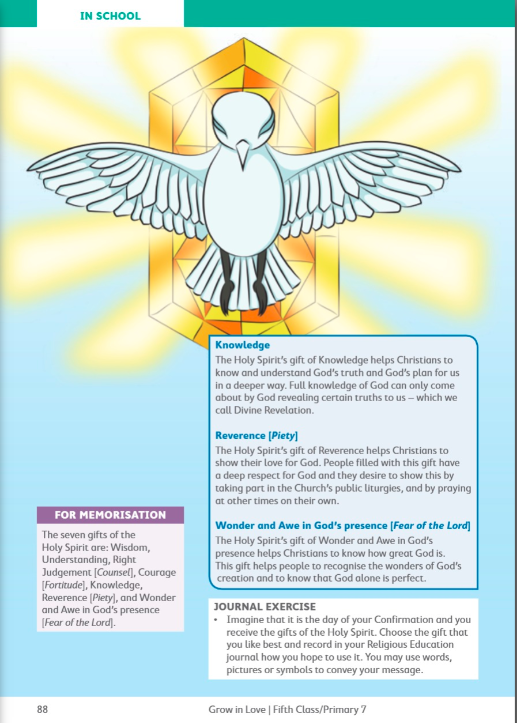 IN SCHOOL
Knowledge
The Holy Spirit's gift of Knowledge helps Christians to
know and understand God's truth and God's plan for us
in a deeper way. Full knowledge of God can only come
about by God revealing certain truths to us – which we
call Divine Revelation.
Reverence [Piety]
The Holy Spirit's gift of Reverence helps Christians to
show their love for God. People filled with this gift have
a deep respect for God and they desire to show this by
taking part in the Church's public liturgies, and by praying
at other times on their own.
Wonder and Awe in God's presence [Fear of the Lord]
The Holy Spirit's gift of Wonder and Awe in God's
presence helps Christians to know how great God is.
This gift helps people to recognise the wonders of God's
creation and to know that God alone is perfect.
FOR MEMORISATION
The seven gifts of the
Holy Spirit are: Wisdom,
Understanding, Right
Judgement [Counsel], Courage
[Fortitude], Knowledge,
Reverence [Piety], and Wonder
and Awe in God's presence
[Fear of the Lord].
JOURNAL EXERCISE
• Imagine that it is the day of your Confirmation and you
receive the gifts of the Holy Spirit. Choose the gift that
you like best and record in your Religious Education
journal how you hope to use it. You may use words,
pictures or symbols to convey your message.
88
Grow in Love | Fifth Class/Primary 7